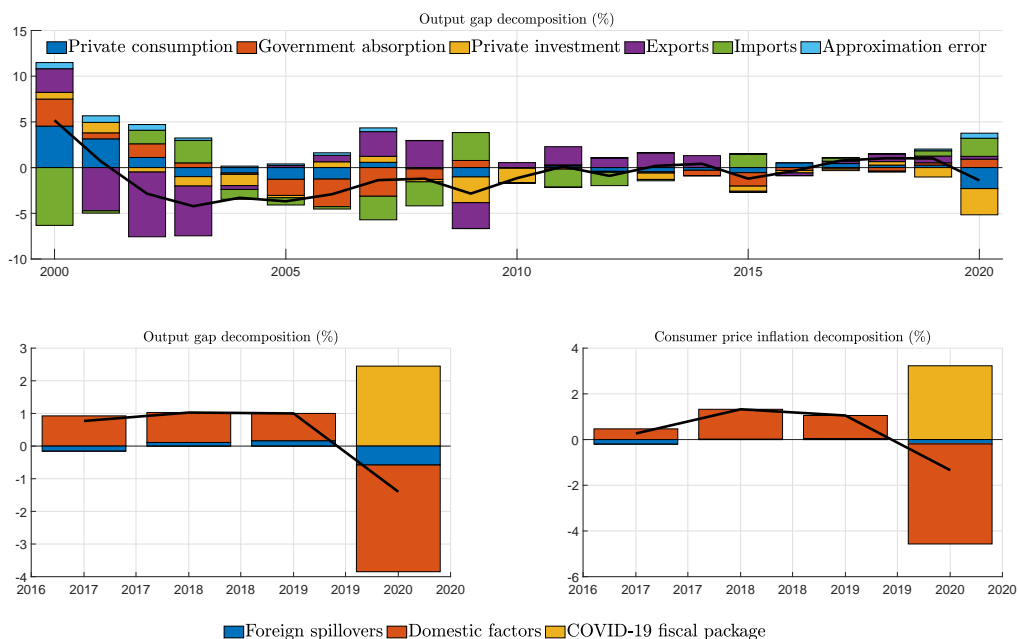 Output gap decomposition (%)
15
Private consumption Government absorption Private investment Exports Imports Approximation error
10
5
0
-5
-10
2000 2005 2010 2015 2020
Output gap decomposition (%)
3
2
1
0
-1
-2
-3
-4
2016 2017 2017 2018 2018 2019 2019 2020 2020
Consumer price inflation decomposition (%)
4
2
0
-2
-4
-6
2016 2017 2017 2018 2018 2019 2019 2020 2020
Foreign spillovers Domestic factors COVID-19 fiscal package